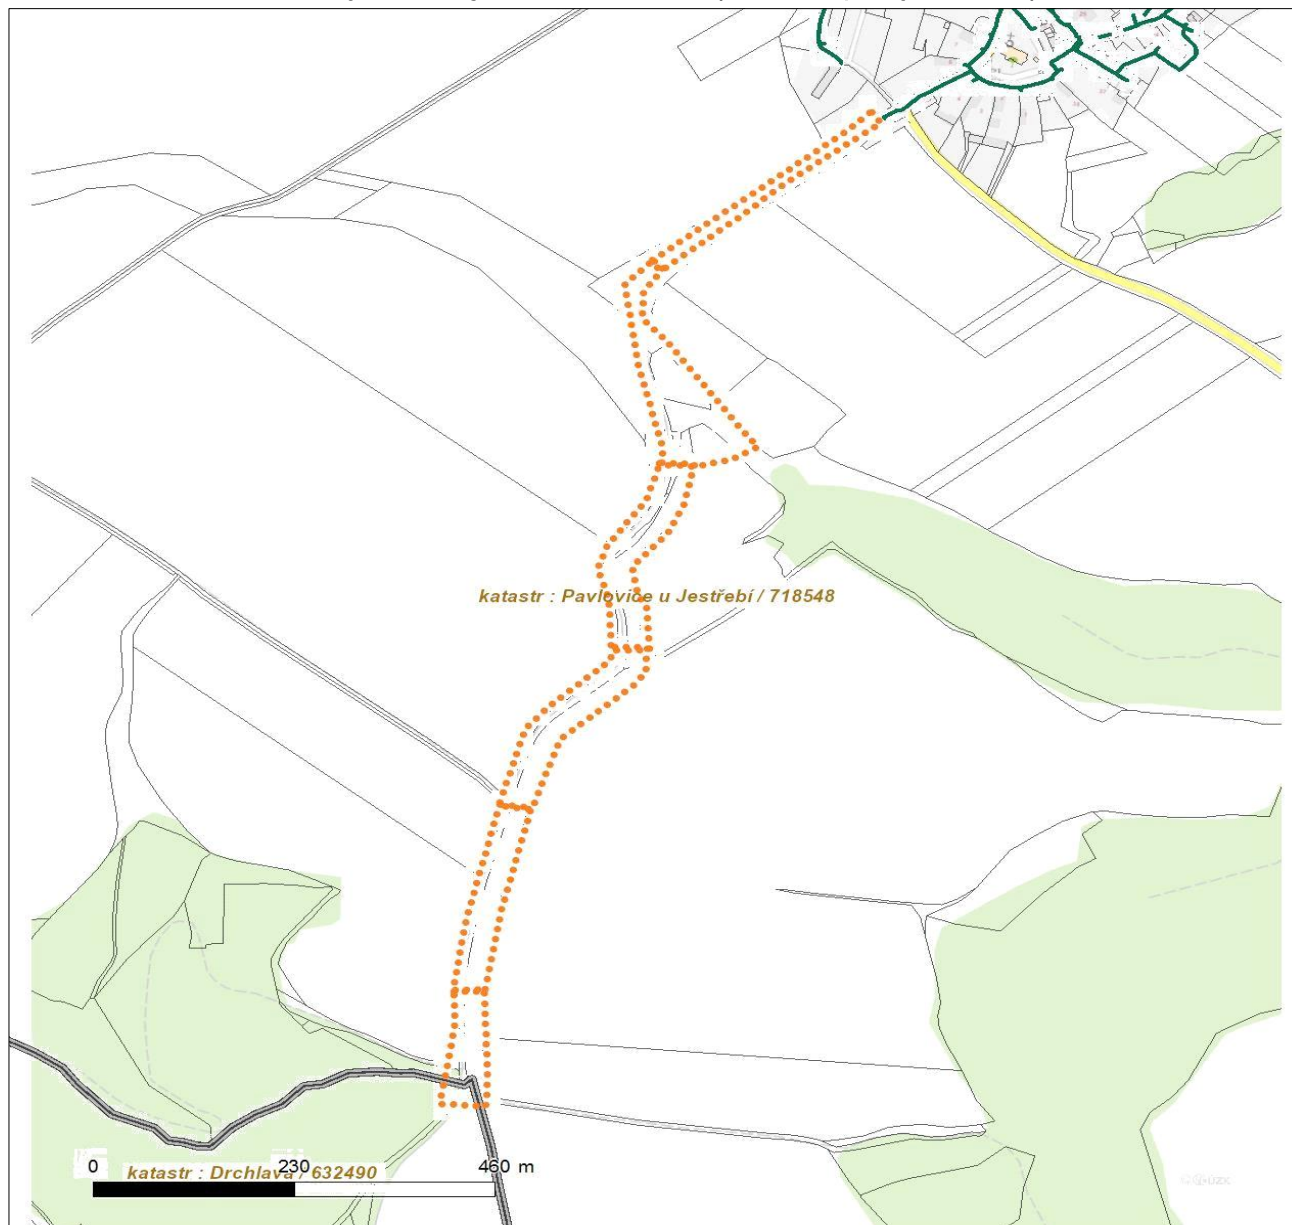 katastr : Pavlovice u Jestřebí / 718548
0 230 460 m
katastr : Drchlava / 632490